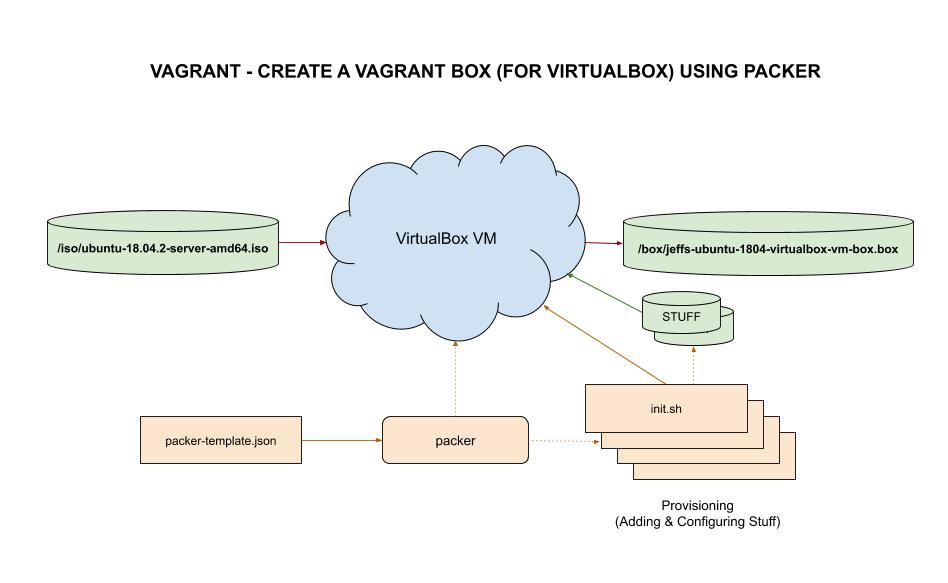 VAGRANT - CREATE A VAGRANT BOX (FOR VIRTUALBOX) USING PACKER
VirtualBox VM
/iso/ubuntu-18.04.2-server-amd64.iso
/box/jeffs-ubuntu-1804-virtualbox-vm-box.box
STUFF
init.sh
packer-template.json
packer
Provisioning
(Adding & Configuring Stuff)